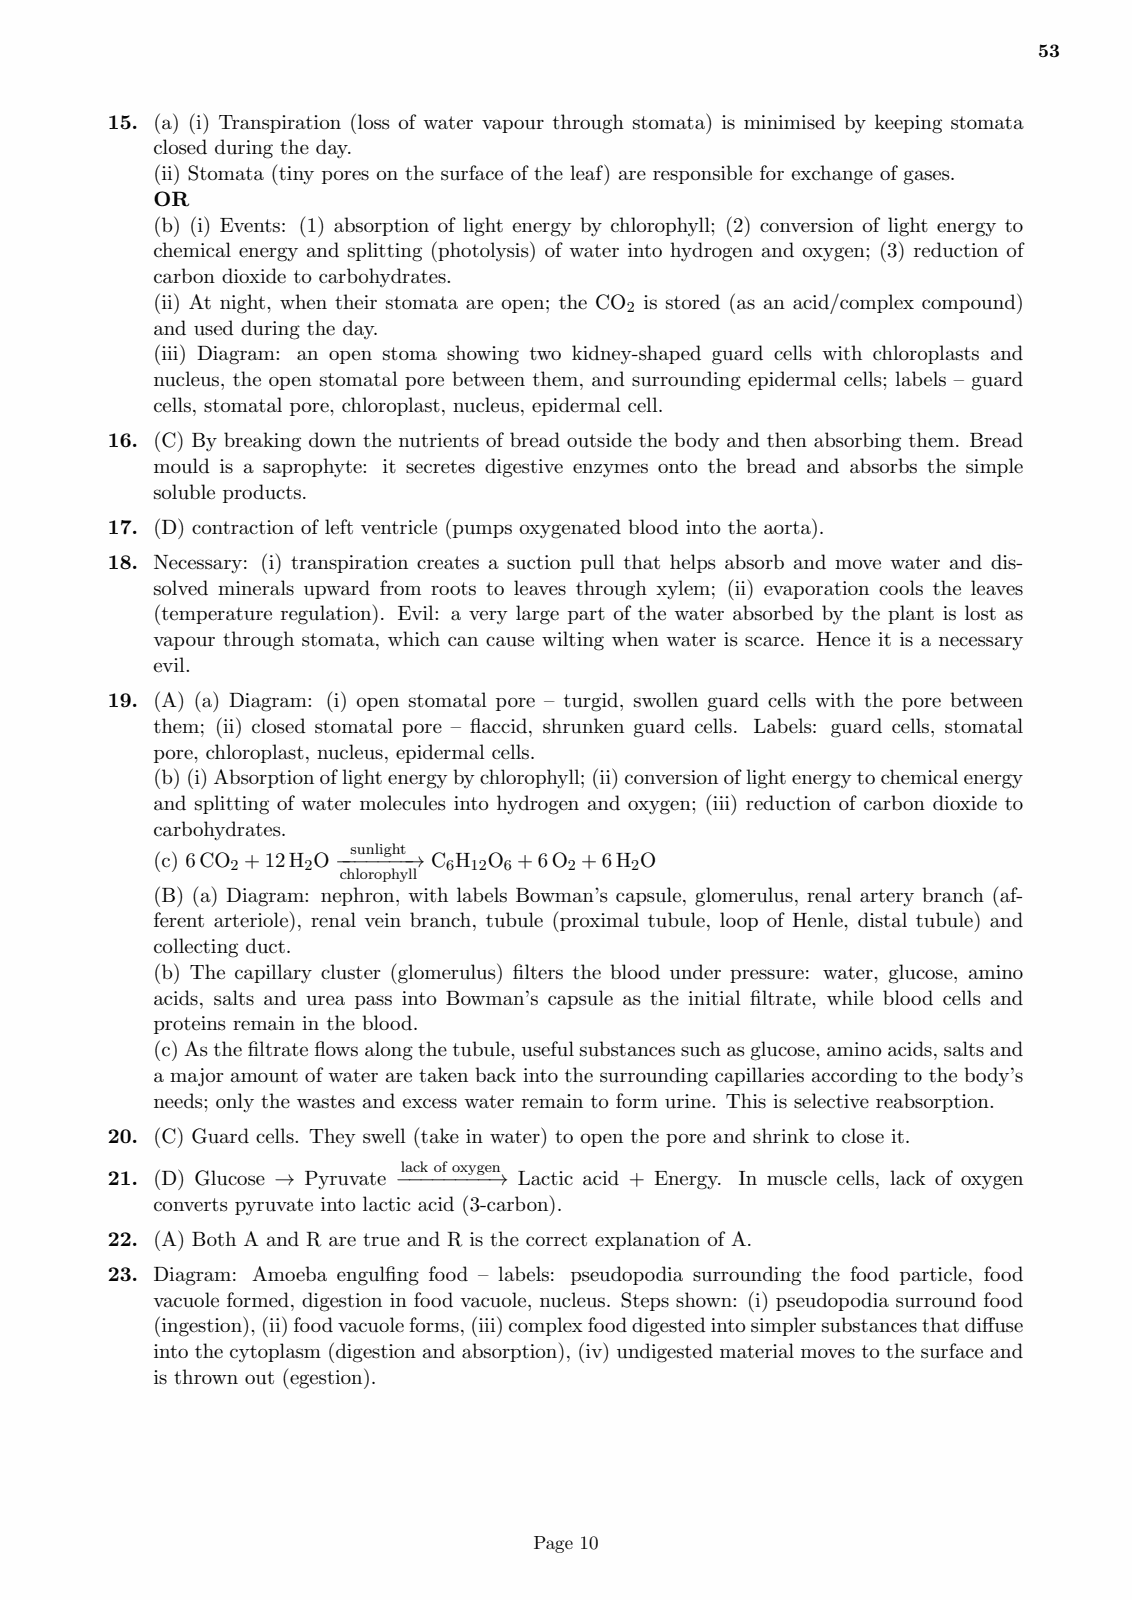 53
15. (a) (i) Transpiration (loss of water vapour through stomata) is minimised by keeping stomata
closed during the day.
(ii) Stomata (tiny pores on the surface of the leaf) are responsible for exchange of gases.
OR
(b) (i) Events: (1) absorption of light energy by chlorophyll; (2) conversion of light energy to
chemical energy and splitting (photolysis) of water into hydrogen and oxygen; (3) reduction of
carbon dioxide to carbohydrates.
(ii) At night, when their stomata are open; the CO₂ is stored (as an acid/complex compound)
and used during the day.
(iii) Diagram: an open stoma showing two kidney-shaped guard cells with chloroplasts and
nucleus, the open stomatal pore between them, and surrounding epidermal cells; labels – guard
cells, stomatal pore, chloroplast, nucleus, epidermal cell.
16. (C) By breaking down the nutrients of bread outside the body and then absorbing them. Bread
mould is a saprophyte: it secretes digestive enzymes onto the bread and absorbs the simple
soluble products.
17. (D) contraction of left ventricle (pumps oxygenated blood into the aorta).
18. Necessary: (i) transpiration creates a suction pull that helps absorb and move water and dis-
solved minerals upward from roots to leaves through xylem; (ii) evaporation cools the leaves
(temperature regulation). Evil: a very large part of the water absorbed by the plant is lost as
vapour through stomata, which can cause wilting when water is scarce. Hence it is a necessary
evil.
19. (A) (a) Diagram: (i) open stomatal pore – turgid, swollen guard cells with the pore between
them; (ii) closed stomatal pore – flaccid, shrunken guard cells. Labels: guard cells, stomatal
pore, chloroplast, nucleus, epidermal cells.
(b) (i) Absorption of light energy by chlorophyll; (ii) conversion of light energy to chemical energy
and splitting of water molecules into hydrogen and oxygen; (iii) reduction of carbon dioxide to
carbohydrates.
(c) 6 CO₂ + 12 H₂O sunlight → chlorophyll C₆H₁₂O₆ + 6 O₂ + 6 H₂O
(B) (a) Diagram: nephron, with labels Bowman's capsule, glomerulus, renal artery branch (af-
ferent arteriole), renal vein branch, tubule (proximal tubule, loop of Henle, distal tubule) and
collecting duct.
(b) The capillary cluster (glomerulus) filters the blood under pressure: water, glucose, amino
acids, salts and urea pass into Bowman's capsule as the initial filtrate, while blood cells and
proteins remain in the blood.
(c) As the filtrate flows along the tubule, useful substances such as glucose, amino acids, salts and
a major amount of water are taken back into the surrounding capillaries according to the body's
needs; only the wastes and excess water remain to form urine. This is selective reabsorption.
20. (C) Guard cells. They swell (take in water) to open the pore and shrink to close it.
21. (D) Glucose → Pyruvate lack of oxygen → Lactic acid + Energy. In muscle cells, lack of oxygen
converts pyruvate into lactic acid (3-carbon).
22. (A) Both A and R are true and R is the correct explanation of A.
23. Diagram: Amoeba engulfing food – labels: pseudopodia surrounding the food particle, food
vacuole formed, digestion in food vacuole, nucleus. Steps shown: (i) pseudopodia surround food
(ingestion), (ii) food vacuole forms, (iii) complex food digested into simpler substances that diffuse
into the cytoplasm (digestion and absorption), (iv) undigested material moves to the surface and
is thrown out (egestion).
Page 10